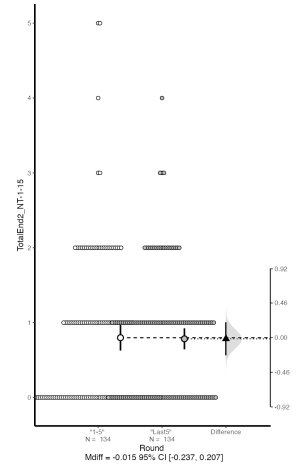 5
4
3
2
1
0
TotalEnd2_NT-1-15
0.92
0.46
0.00
-0.46
-0.92
"1-5"
N = 134
"Last5"
N = 134
Difference
Round
Mdiff = -0.015 95% CI [-0.237, 0.207]